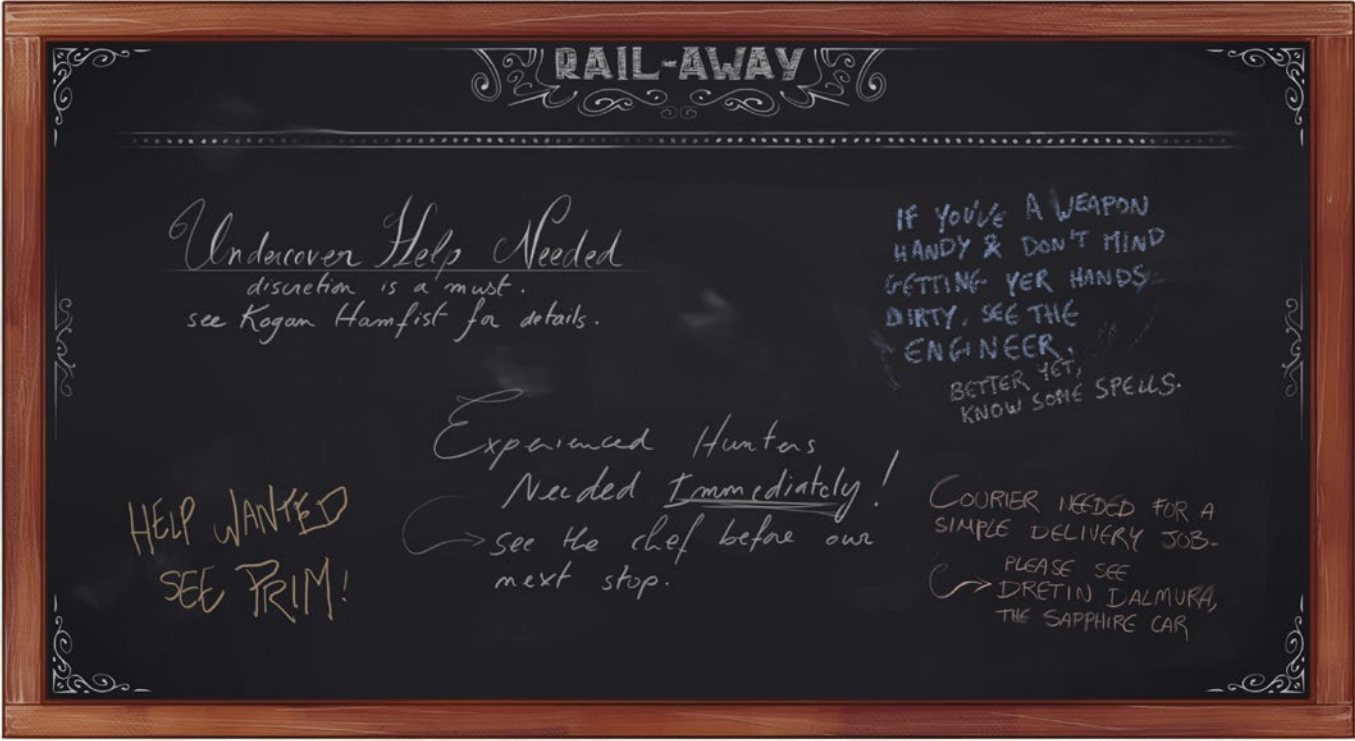 RAIL-AWAY
Undercover Help Needed
discretion is a must.
see Kogan Hamfist for details.
IF YOU'VE A WEAPON
HANDY & DON'T MIND
GETTING YER HANDS
DIRTY, SEE THE
ENGINEER.
BETTER YET,
KNOW SOME SPELLS.
Experienced Hunters
Needed Immediately!
see the chef before our
next stop.
HELP WANTED
SEE PRIM!
COURIER NEEDED FOR A
SIMPLE DELIVERY JOB.
PLEASE SEE
DRETIN DALMURA,
THE SAPPHIRE CAR